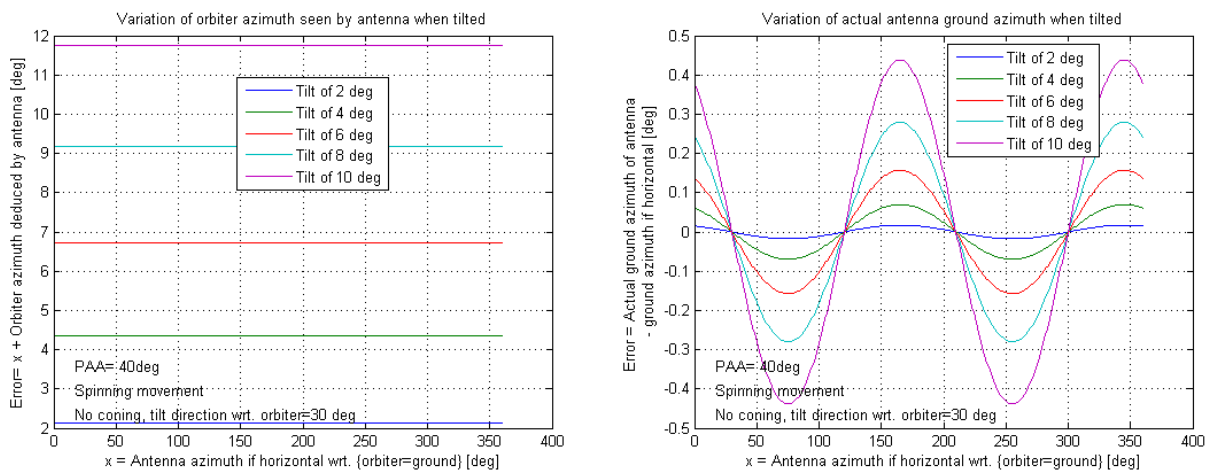 Variation of orbiter azimuth seen by antenna when tilted
12
11
10
9
8
7
6
5
4
3
2
Error= x + Orbiter azimuth deduced by antenna [deg]
Tilt of 2 deg
Tilt of 4 deg
Tilt of 6 deg
Tilt of 8 deg
Tilt of 10 deg
PAA= 40deg
Spinning movement
No coning, tilt direction wrt. orbiter=30 deg
0 50 100 150 200 250 300 350 400
x = Antenna azimuth if horizontal wrt. {orbiter=ground} [deg]
Variation of actual antenna ground azimuth when tilted
0.5
0.4
0.3
0.2
0.1
0
-0.1
-0.2
-0.3
-0.4
-0.5
Error = Actual ground azimuth of antenna
- ground azimuth if horizontal [deg]
Tilt of 2 deg
Tilt of 4 deg
Tilt of 6 deg
Tilt of 8 deg
Tilt of 10 deg
PAA= 40deg
Spinning movement
No coning, tilt direction wrt. orbiter=30 deg
0 50 100 150 200 250 300 350 400
x = Antenna azimuth if horizontal wrt. {orbiter=ground} [deg]